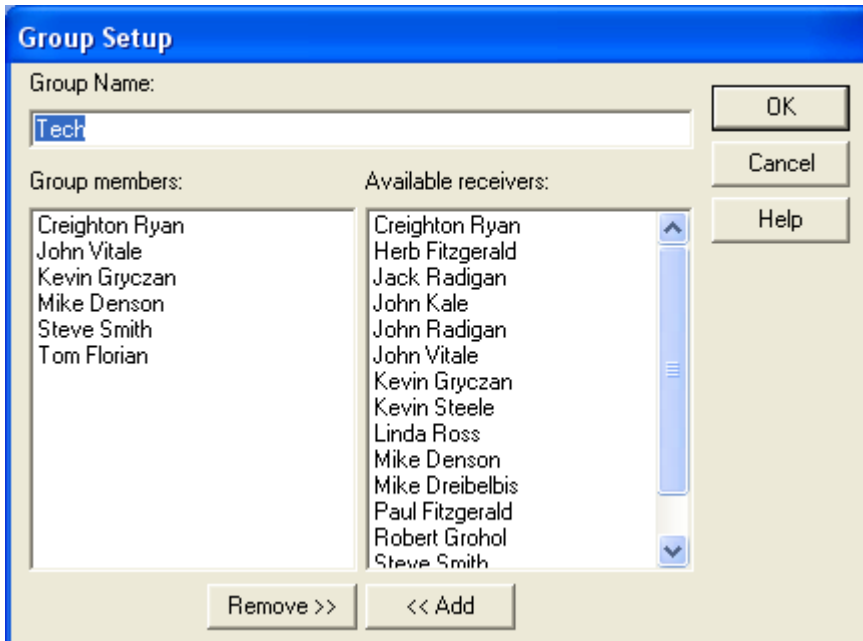 Group Setup
Group Name:
Tech
OK
Cancel
Help
Group members:
Creighton Ryan
John Vitale
Kevin Gryczan
Mike Denson
Steve Smith
Tom Florian
Available receivers:
Creighton Ryan
Herb Fitzgerald
Jack Radigan
John Kale
John Radigan
John Vitale
Kevin Gryczan
Kevin Steele
Linda Ross
Mike Denson
Mike Dreibelbis
Paul Fitzgerald
Robert Grohol
Steve Smith
Remove >>
<< Add